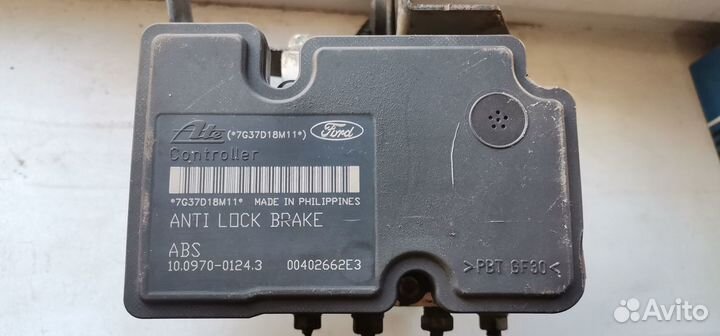 Ate (*7G37D18M11*) Ford
Controller
*7G37D18M11* MADE IN PHILIPPINES
ANTI LOCK BRAKE
ABS
10.0970-0124.3 00402662E3
>PBT GF30<
Avito